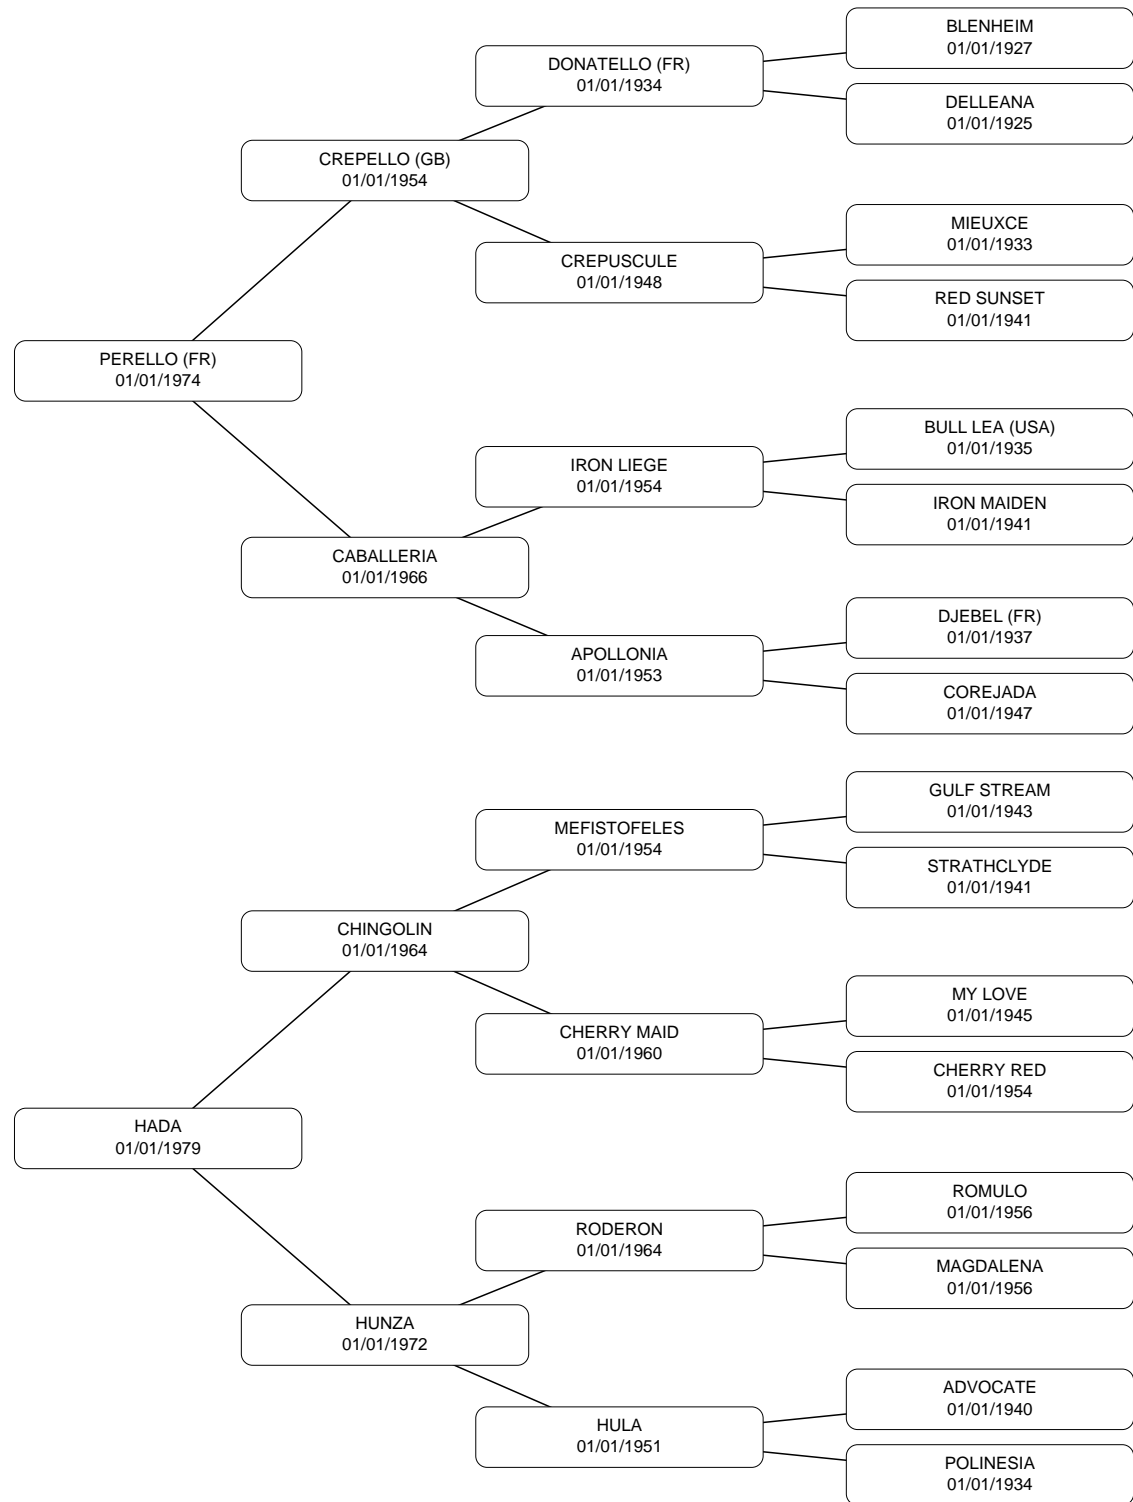 BLENHEIM
01/01/1927
DONATELLO (FR)
01/01/1934
DELLEANA
01/01/1925
CREPELLO (GB)
01/01/1954
MIEUXCE
01/01/1933
CREPUSCULE
01/01/1948
RED SUNSET
01/01/1941
PERELLO (FR)
01/01/1974
BULL LEA (USA)
01/01/1935
IRON LIEGE
01/01/1954
IRON MAIDEN
01/01/1941
CABALLERIA
01/01/1966
DJEBEL (FR)
01/01/1937
APOLLONIA
01/01/1953
COREJADA
01/01/1947
GULF STREAM
01/01/1943
MEFISTOFELES
01/01/1954
STRATHCLYDE
01/01/1941
CHINGOLIN
01/01/1964
MY LOVE
01/01/1945
CHERRY MAID
01/01/1960
CHERRY RED
01/01/1954
HADA
01/01/1979
ROMULO
01/01/1956
RODERON
01/01/1964
MAGDALENA
01/01/1956
HUNZA
01/01/1972
ADVOCATE
01/01/1940
HULA
01/01/1951
POLINESIA
01/01/1934